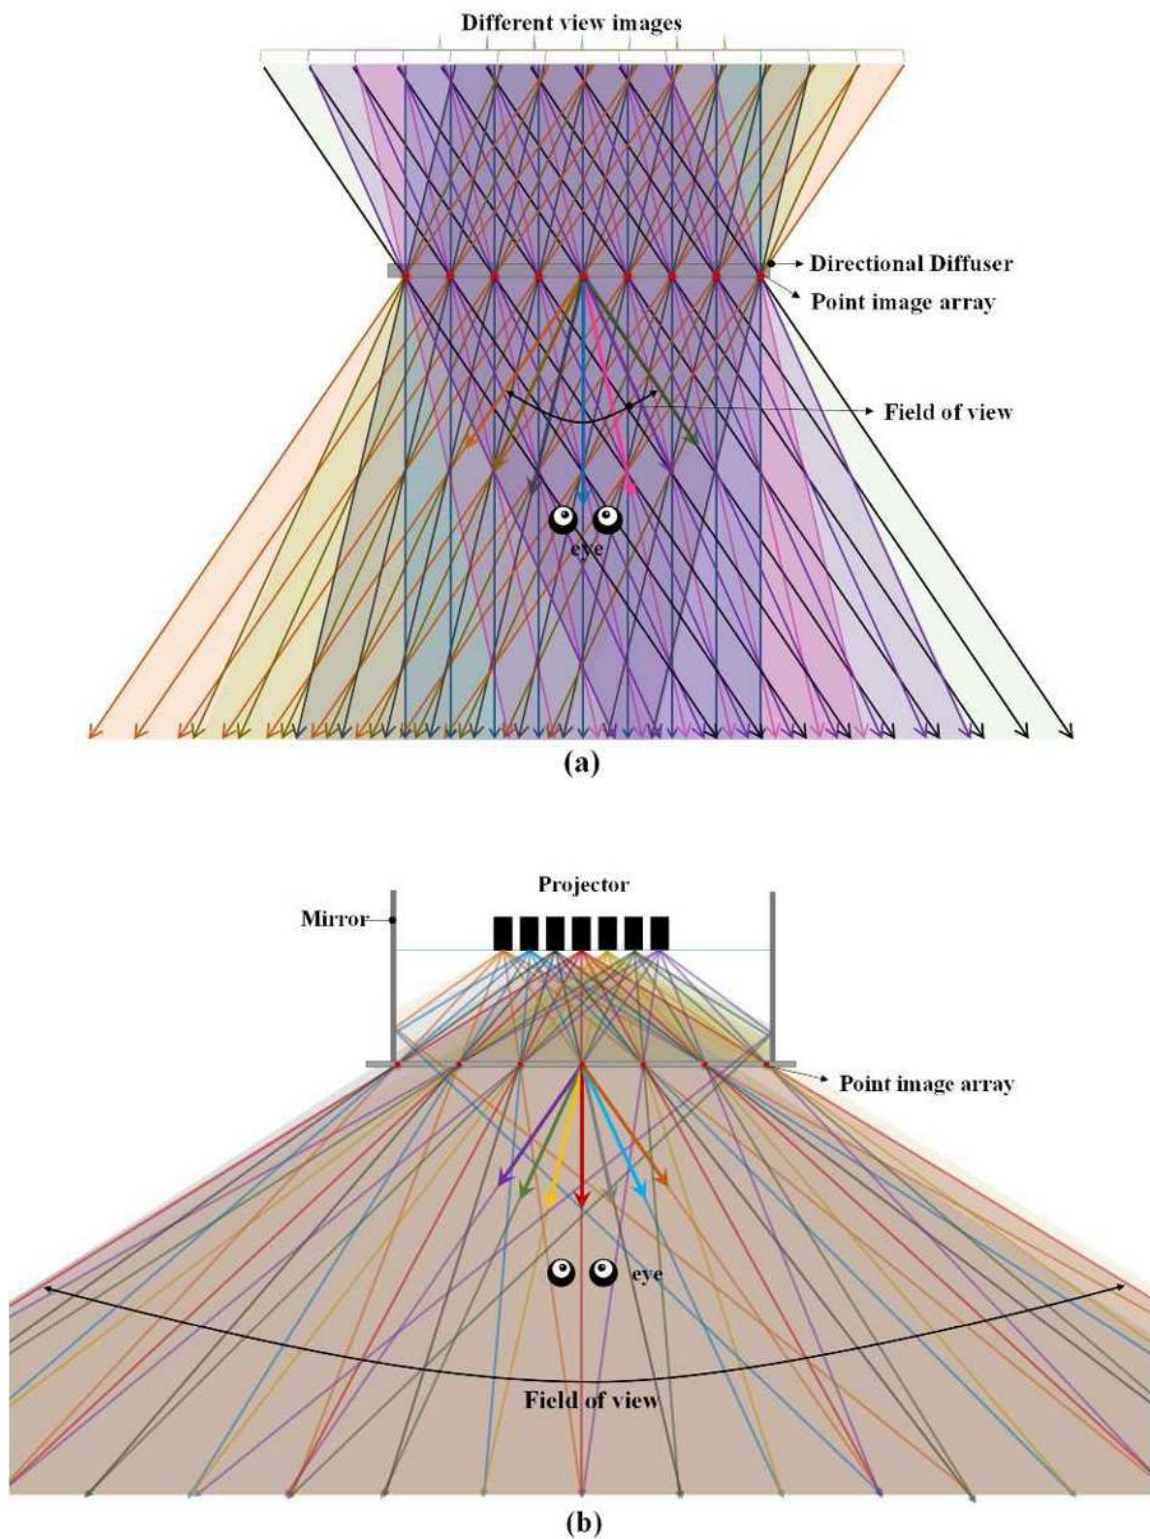 Different view images
Directional Diffuser
Point image array
Field of view
eye
(a)
Projector
Mirror
Point image array
eye
Field of view
(b)